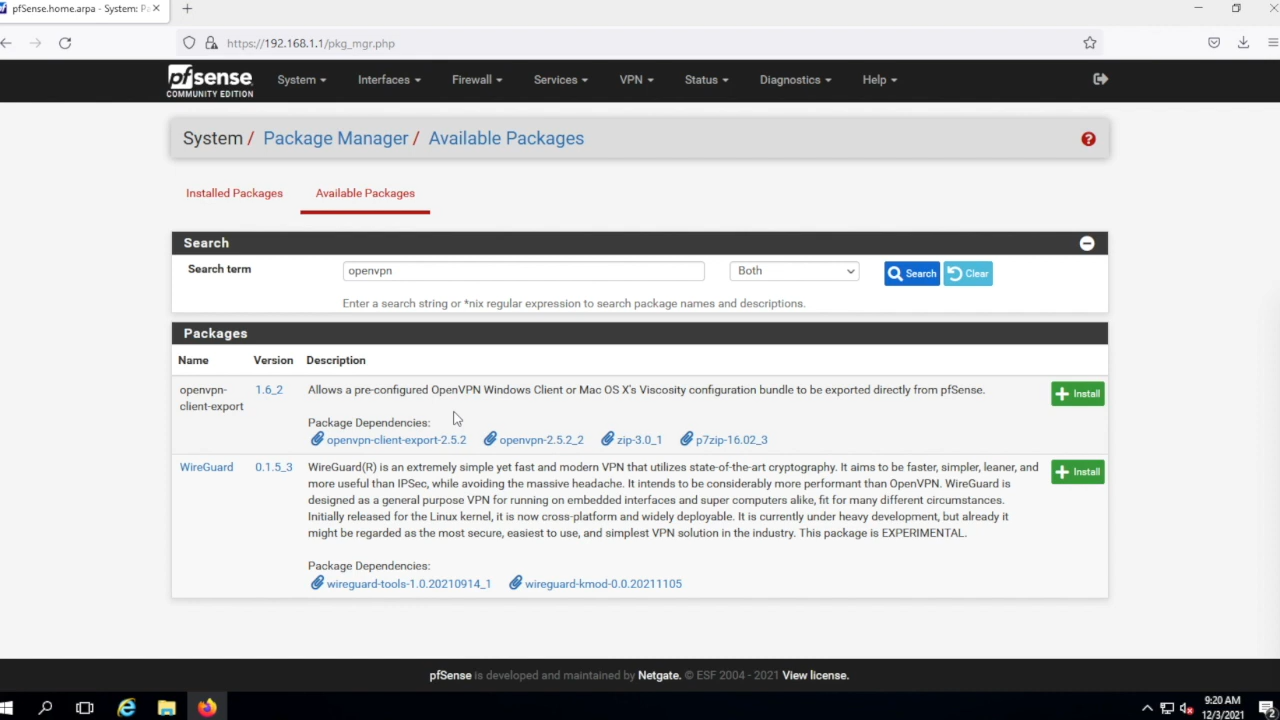 pfSense.home.arpa - System: Pa
https://192.168.1.1/pkg_mgr.php
pfsense
COMMUNITY EDITION
System Interfaces Firewall Services VPN Status Diagnostics Help
System / Package Manager / Available Packages
Installed Packages Available Packages
Search
Search term openvpn Both Search Clear
Enter a search string or *nix regular expression to search package names and descriptions.
Packages
Name Version Description
openvpn-
client-export
1.6_2
Allows a pre-configured OpenVPN Windows Client or Mac OS X's Viscosity configuration bundle to be exported directly from pfSense.
Install
Package Dependencies:
openvpn-client-export-2.5.2 openvpn-2.5.2_2 zip-3.0_1 p7zip-16.02_3
WireGuard
0.1.5_3
WireGuard(R) is an extremely simple yet fast and modern VPN that utilizes state-of-the-art cryptography. It aims to be faster, simpler, leaner, and
more useful than IPSec, while avoiding the massive headache. It intends to be considerably more performant than OpenVPN. WireGuard is
designed as a general purpose VPN for running on embedded interfaces and super computers alike, fit for many different circumstances.
Initially released for the Linux kernel, it is now cross-platform and widely deployable. It is currently under heavy development, but already it
might be regarded as the most secure, easiest to use, and simplest VPN solution in the industry. This package is EXPERIMENTAL.
Install
Package Dependencies:
wireguard-tools-1.0.20210914_1 wireguard-kmod-0.0.20211105
pfSense is developed and maintained by Netgate. © ESF 2004 - 2021 View license.
9:20 AM
12/3/2021
2